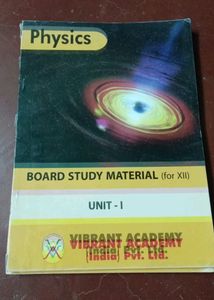 Physics
BOARD STUDY MATERIAL (for XII)
UNIT - I
VIBRANT ACADEMY
(India) Pvt. Ltd.